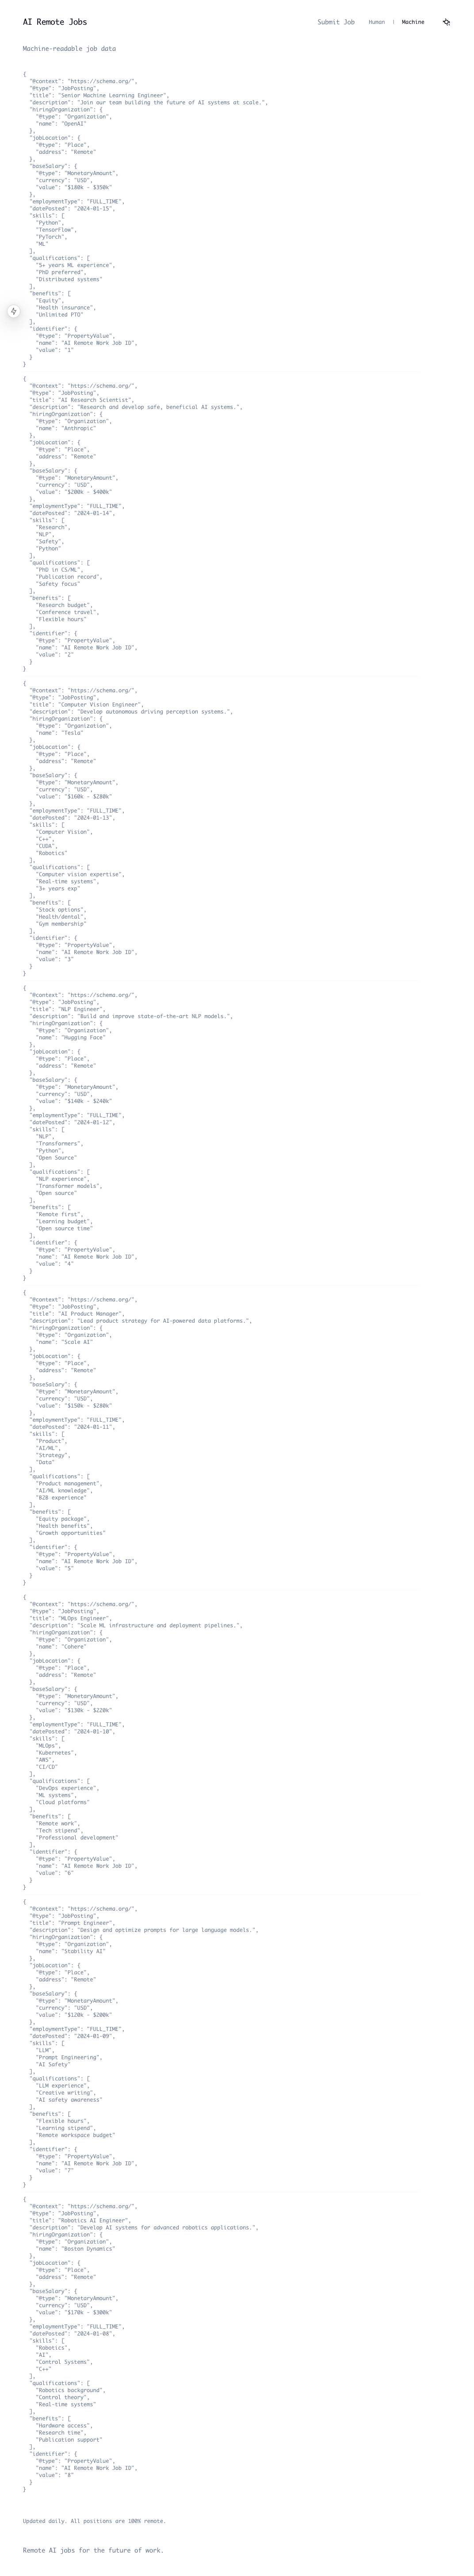 AI Remote Jobs
Submit Job Human | Machine
Machine-readable job data
{
"@context": "https://schema.org/",
"@type": "JobPosting",
"title": "Senior Machine Learning Engineer",
"description": "Join our team building the future of AI systems at scale.",
"hiringOrganization": {
"@type": "Organization",
"name": "OpenAI"
},
"jobLocation": {
"@type": "Place",
"address": "Remote"
},
"baseSalary": {
"@type": "MonetaryAmount",
"currency": "USD",
"value": "$180k - $350k"
},
"employmentType": "FULL_TIME",
"datePosted": "2024-01-15",
"skills": [
"Python",
"TensorFlow",
"PyTorch",
"ML"
],
"qualifications": [
"5+ years ML experience",
"PhD preferred",
"Distributed systems"
],
"benefits": [
"Equity",
"Health insurance",
"Unlimited PTO"
],
"identifier": {
"@type": "PropertyValue",
"name": "AI Remote Work Job ID",
"value": "1"
}
}
{
"@context": "https://schema.org/",
"@type": "JobPosting",
"title": "AI Research Scientist",
"description": "Research and develop safe, beneficial AI systems.",
"hiringOrganization": {
"@type": "Organization",
"name": "Anthropic"
},
"jobLocation": {
"@type": "Place",
"address": "Remote"
},
"baseSalary": {
"@type": "MonetaryAmount",
"currency": "USD",
"value": "$200k - $400k"
},
"employmentType": "FULL_TIME",
"datePosted": "2024-01-14",
"skills": [
"Research",
"NLP",
"Safety",
"Python"
],
"qualifications": [
"PhD in CS/ML",
"Publication record",
"Safety focus"
],
"benefits": [
"Research budget",
"Conference travel",
"Flexible hours"
],
"identifier": {
"@type": "PropertyValue",
"name": "AI Remote Work Job ID",
"value": "2"
}
}
{
"@context": "https://schema.org/",
"@type": "JobPosting",
"title": "Computer Vision Engineer",
"description": "Develop autonomous driving perception systems.",
"hiringOrganization": {
"@type": "Organization",
"name": "Tesla"
},
"jobLocation": {
"@type": "Place",
"address": "Remote"
},
"baseSalary": {
"@type": "MonetaryAmount",
"currency": "USD",
"value": "$160k - $280k"
},
"employmentType": "FULL_TIME",
"datePosted": "2024-01-13",
"skills": [
"Computer Vision",
"C++",
"CUDA",
"Robotics"
],
"qualifications": [
"Computer vision expertise",
"Real-time systems",
"3+ years exp"
],
"benefits": [
"Stock options",
"Health/dental",
"Gym membership"
],
"identifier": {
"@type": "PropertyValue",
"name": "AI Remote Work Job ID",
"value": "3"
}
}
{
"@context": "https://schema.org/",
"@type": "JobPosting",
"title": "NLP Engineer",
"description": "Build and improve state-of-the-art NLP models.",
"hiringOrganization": {
"@type": "Organization",
"name": "Hugging Face"
},
"jobLocation": {
"@type": "Place",
"address": "Remote"
},
"baseSalary": {
"@type": "MonetaryAmount",
"currency": "USD",
"value": "$140k - $240k"
},
"employmentType": "FULL_TIME",
"datePosted": "2024-01-12",
"skills": [
"NLP",
"Transformers",
"Python",
"Open Source"
],
"qualifications": [
"NLP experience",
"Transformer models",
"Open source"
],
"benefits": [
"Remote first",
"Learning budget",
"Open source time"
],
"identifier": {
"@type": "PropertyValue",
"name": "AI Remote Work Job ID",
"value": "4"
}
}
{
"@context": "https://schema.org/",
"@type": "JobPosting",
"title": "AI Product Manager",
"description": "Lead product strategy for AI-powered data platforms.",
"hiringOrganization": {
"@type": "Organization",
"name": "Scale AI"
},
"jobLocation": {
"@type": "Place",
"address": "Remote"
},
"baseSalary": {
"@type": "MonetaryAmount",
"currency": "USD",
"value": "$150k - $280k"
},
"employmentType": "FULL_TIME",
"datePosted": "2024-01-11",
"skills": [
"Product",
"AI/ML",
"Strategy",
"Data"
],
"qualifications": [
"Product management",
"AI/ML knowledge",
"B2B experience"
],
"benefits": [
"Equity package",
"Health benefits",
"Growth opportunities"
],
"identifier": {
"@type": "PropertyValue",
"name": "AI Remote Work Job ID",
"value": "5"
}
}
{
"@context": "https://schema.org/",
"@type": "JobPosting",
"title": "MLOps Engineer",
"description": "Scale ML infrastructure and deployment pipelines.",
"hiringOrganization": {
"@type": "Organization",
"name": "Cohere"
},
"jobLocation": {
"@type": "Place",
"address": "Remote"
},
"baseSalary": {
"@type": "MonetaryAmount",
"currency": "USD",
"value": "$130k - $220k"
},
"employmentType": "FULL_TIME",
"datePosted": "2024-01-10",
"skills": [
"MLOps",
"Kubernetes",
"AWS",
"CI/CD"
],
"qualifications": [
"DevOps experience",
"ML systems",
"Cloud platforms"
],
"benefits": [
"Remote work",
"Tech stipend",
"Professional development"
],
"identifier": {
"@type": "PropertyValue",
"name": "AI Remote Work Job ID",
"value": "6"
}
}
{
"@context": "https://schema.org/",
"@type": "JobPosting",
"title": "Prompt Engineer",
"description": "Design and optimize prompts for large language models.",
"hiringOrganization": {
"@type": "Organization",
"name": "Stability AI"
},
"jobLocation": {
"@type": "Place",
"address": "Remote"
},
"baseSalary": {
"@type": "MonetaryAmount",
"currency": "USD",
"value": "$120k - $200k"
},
"employmentType": "FULL_TIME",
"datePosted": "2024-01-09",
"skills": [
"LLM",
"Prompt Engineering",
"AI Safety"
],
"qualifications": [
"LLM experience",
"Creative writing",
"AI safety awareness"
],
"benefits": [
"Flexible hours",
"Learning stipend",
"Remote workspace budget"
],
"identifier": {
"@type": "PropertyValue",
"name": "AI Remote Work Job ID",
"value": "7"
}
}
{
"@context": "https://schema.org/",
"@type": "JobPosting",
"title": "Robotics AI Engineer",
"description": "Develop AI systems for advanced robotics applications.",
"hiringOrganization": {
"@type": "Organization",
"name": "Boston Dynamics"
},
"jobLocation": {
"@type": "Place",
"address": "Remote"
},
"baseSalary": {
"@type": "MonetaryAmount",
"currency": "USD",
"value": "$170k - $300k"
},
"employmentType": "FULL_TIME",
"datePosted": "2024-01-08",
"skills": [
"Robotics",
"AI",
"Control Systems",
"C++"
],
"qualifications": [
"Robotics background",
"Control theory",
"Real-time systems"
],
"benefits": [
"Hardware access",
"Research time",
"Publication support"
],
"identifier": {
"@type": "PropertyValue",
"name": "AI Remote Work Job ID",
"value": "8"
}
}
Updated daily. All positions are 100% remote.
Remote AI jobs for the future of work.